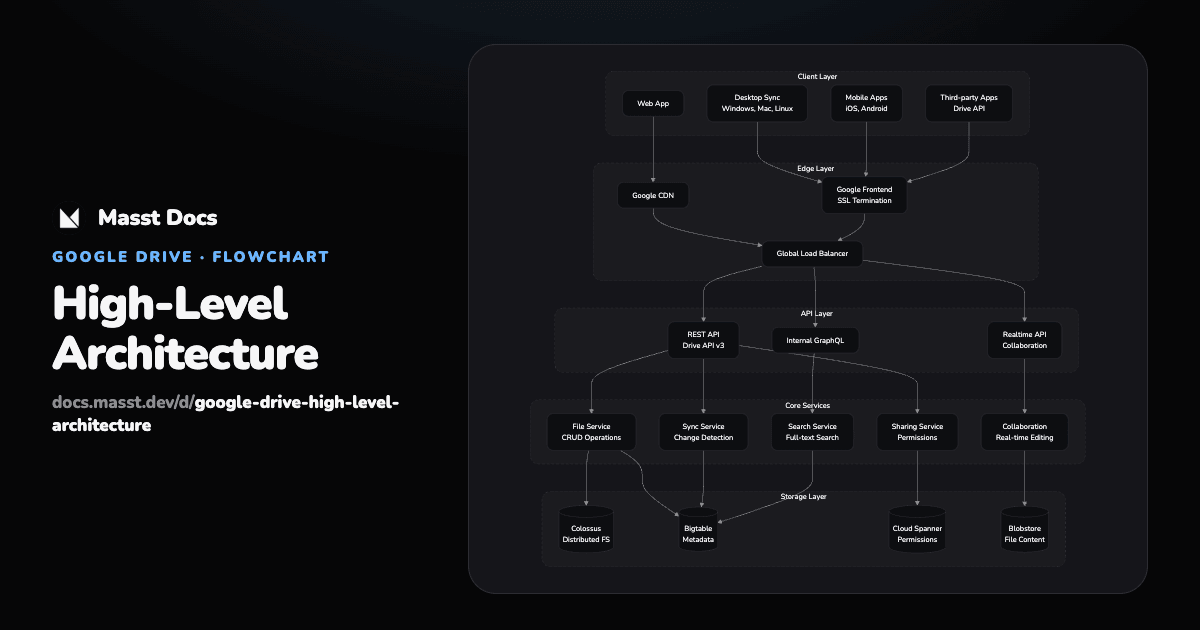 Masst Docs
GOOGLE DRIVE · FLOWCHART
High-Level
Architecture
docs.masst.dev/d/google-drive-high-level-
architecture
Client Layer
Web App
Desktop Sync
Windows, Mac, Linux
Mobile Apps
iOS, Android
Third-party Apps
Drive API
Edge Layer
Google CDN
Google Frontend
SSL Termination
Global Load Balancer
API Layer
REST API
Drive API v3
Internal GraphQL
Realtime API
Collaboration
Core Services
File Service
CRUD Operations
Sync Service
Change Detection
Search Service
Full-text Search
Sharing Service
Permissions
Collaboration
Real-time Editing
Storage Layer
Colossus
Distributed FS
Bigtable
Metadata
Cloud Spanner
Permissions
Blobstore
File Content